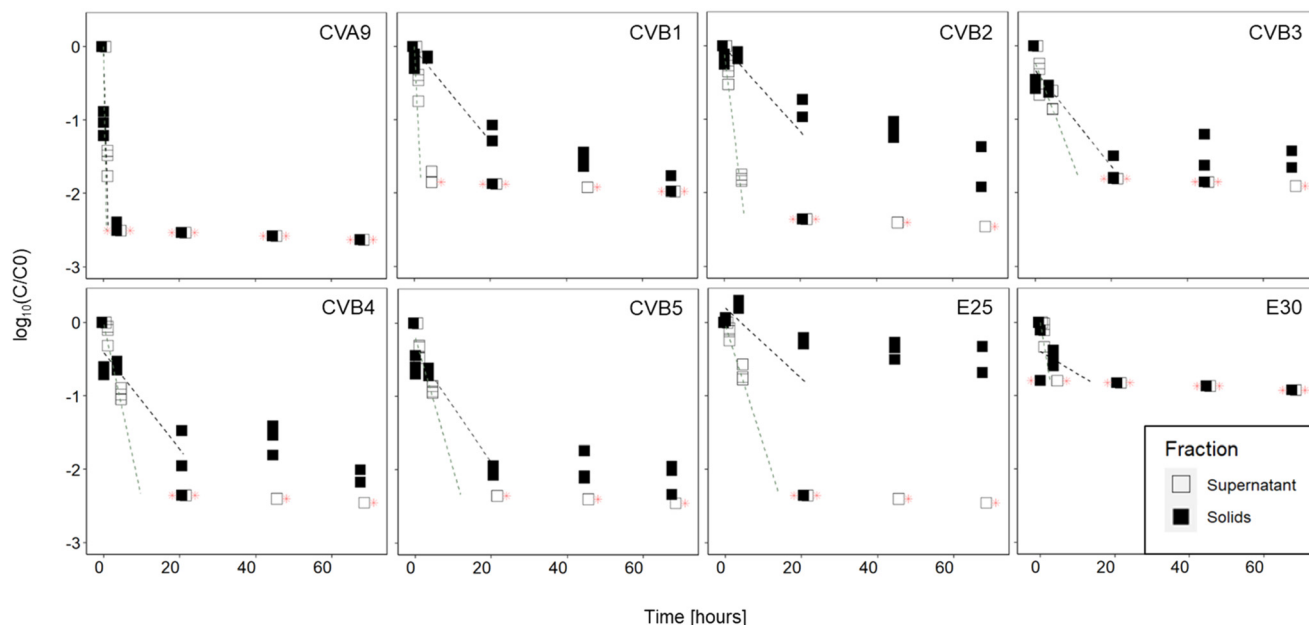 CVA9 CVB1 CVB2 CVB3
0
-1
-2
-3
CVB4 CVB5 E25 E30
0
-1
-2
-3
log10(C/C0)
0 20 40 60 0 20 40 60 0 20 40 60 0 20 40 60
Time [hours]
Fraction
Supernatant
Solids